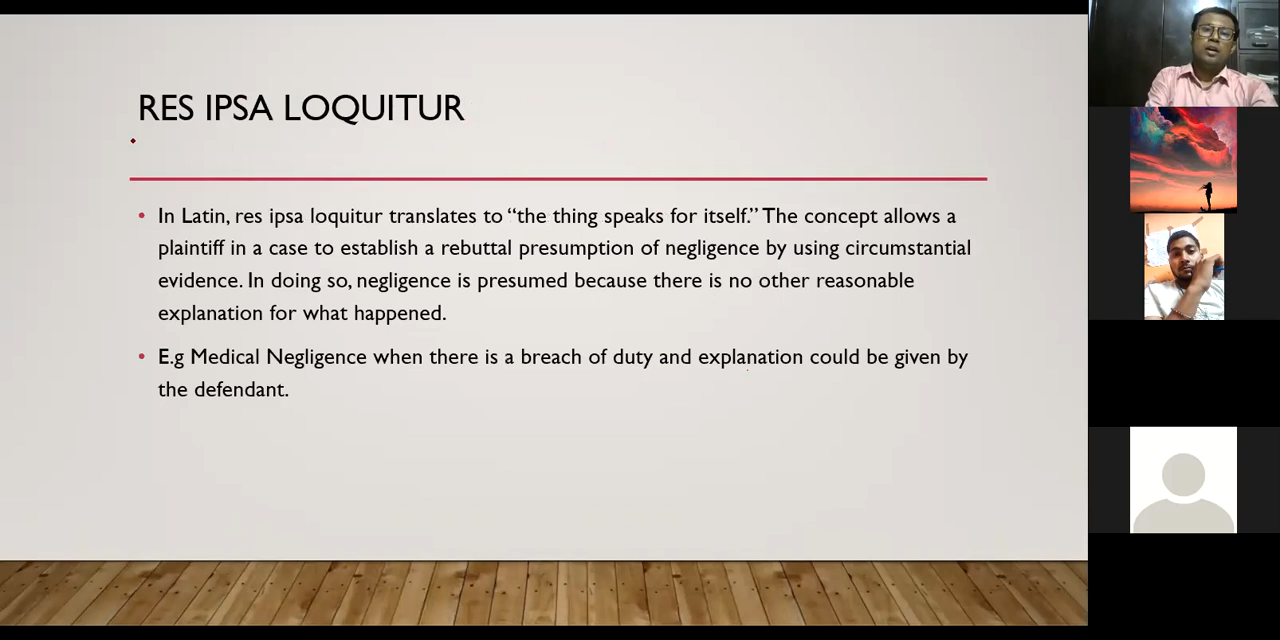 RES IPSA LOQUITUR
• In Latin, res ipsa loquitur translates to “the thing speaks for itself.” The concept allows a
plaintiff in a case to establish a rebuttal presumption of negligence by using circumstantial
evidence. In doing so, negligence is presumed because there is no other reasonable
explanation for what happened.
• E.g Medical Negligence when there is a breach of duty and explanation could be given by
the defendant.